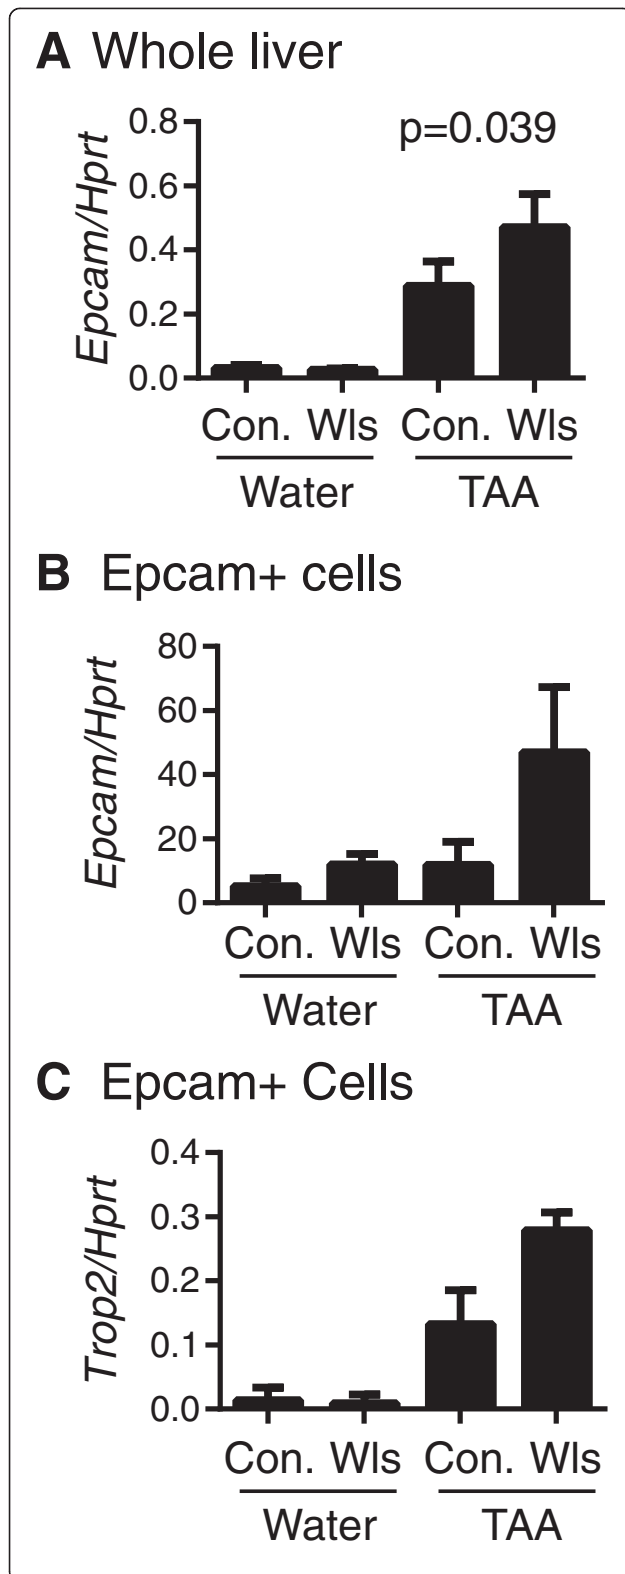 A Whole liver
p=0.039
Epcam/Hprt
0.8
0.6
0.4
0.2
0.0
Con. Wls Con. Wls
Water TAA
B Epcam+ cells
Epcam/Hprt
80
60
40
20
0
Con. Wls Con. Wls
Water TAA
C Epcam+ Cells
Trop2/Hprt
0.4
0.3
0.2
0.1
0.0
Con. Wls Con. Wls
Water TAA